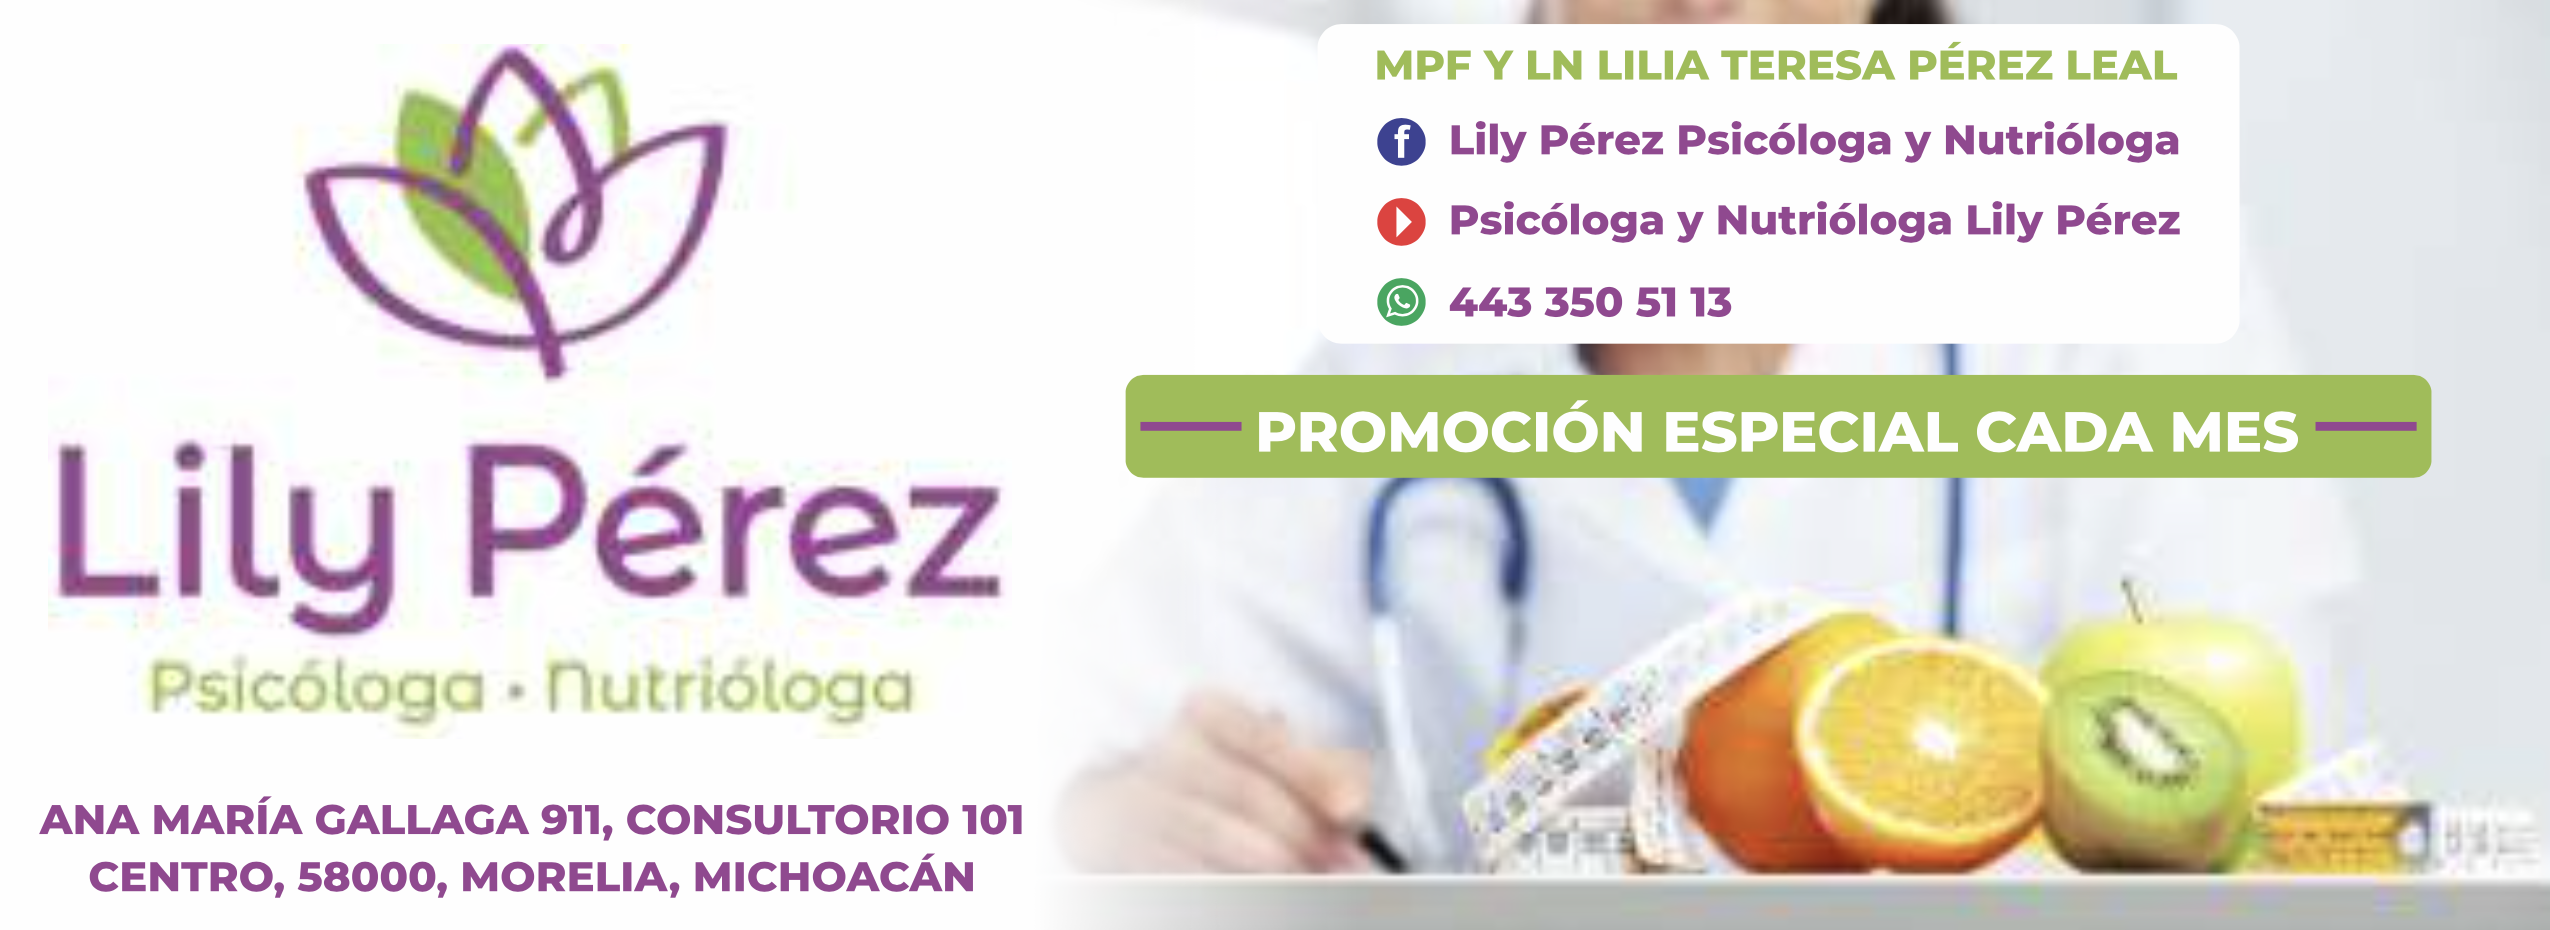 Lily Pérez
Psicóloga • Nutrióloga
ANA MARÍA GALLAGA 911, CONSULTORIO 101
CENTRO, 58000, MORELIA, MICHOACÁN
MPF Y LN LILIA TERESA PÉREZ LEAL
Lily Pérez Psicóloga y Nutrióloga
Psicóloga y Nutrióloga Lily Pérez
443 350 51 13
PROMOCIÓN ESPECIAL CADA MES